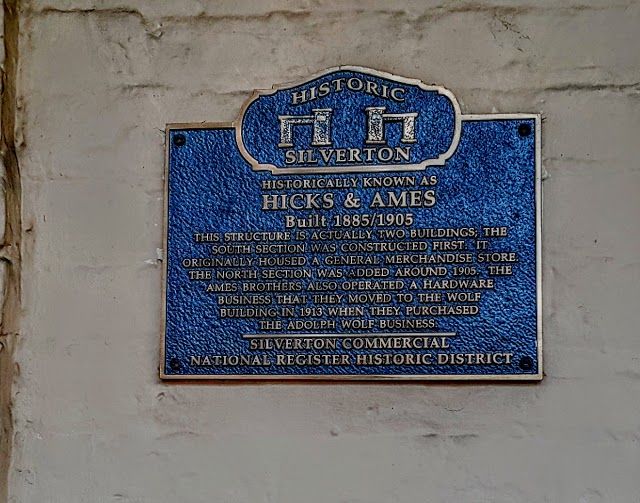 HISTORIC
SILVERTON
HISTORICALLY KNOWN AS
HICKS & AMES
Built 1885/1905
THIS STRUCTURE IS ACTUALLY TWO BUILDINGS; THE
SOUTH SECTION WAS CONSTRUCTED FIRST. IT
ORIGINALLY HOUSED A GENERAL MERCHANDISE STORE.
THE NORTH SECTION WAS ADDED AROUND 1905. THE
AMES BROTHERS ALSO OPERATED A HARDWARE
BUSINESS THAT THEY MOVED TO THE WOLF
BUILDING IN 1913 WHEN THEY PURCHASED
THE ADOLPH WOLF BUSINESS.
SILVERTON COMMERCIAL
NATIONAL REGISTER HISTORIC DISTRICT